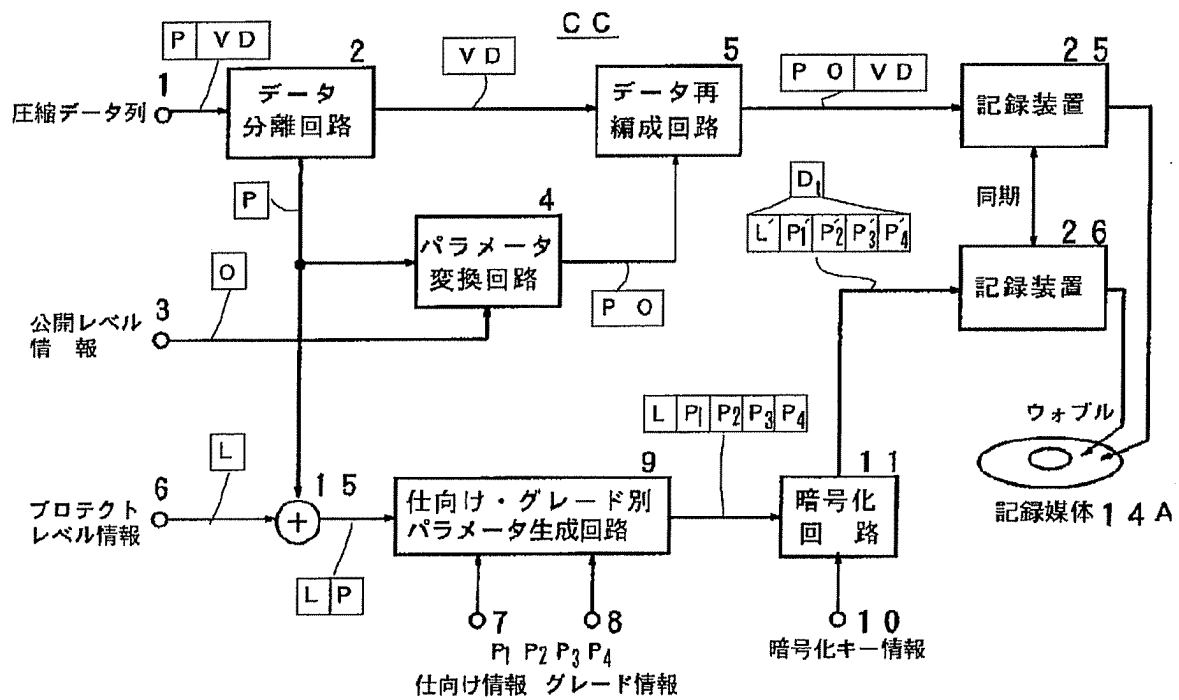 CC
P VD
2
VD
5
PO VD
25
1
圧縮データ列
データ
分離回路
データ再
編成回路
記録装置
P
4
D₁
同期
L' P₁' P₂' P₃' P₄'
26
O
パラメータ
変換回路
記録装置
3
公開レベル
情 報
PO
L P₁ P₂ P₃ P₄
ウォブル
L
9
11
6
プロテクト
レベル情報
15
+
仕向け・グレード別
パラメータ生成回路
暗号化
回 路
記録媒体14A
L P
7
8
10
P₁ P₂ P₃ P₄
暗号化キー情報
仕向け情報 グレード情報